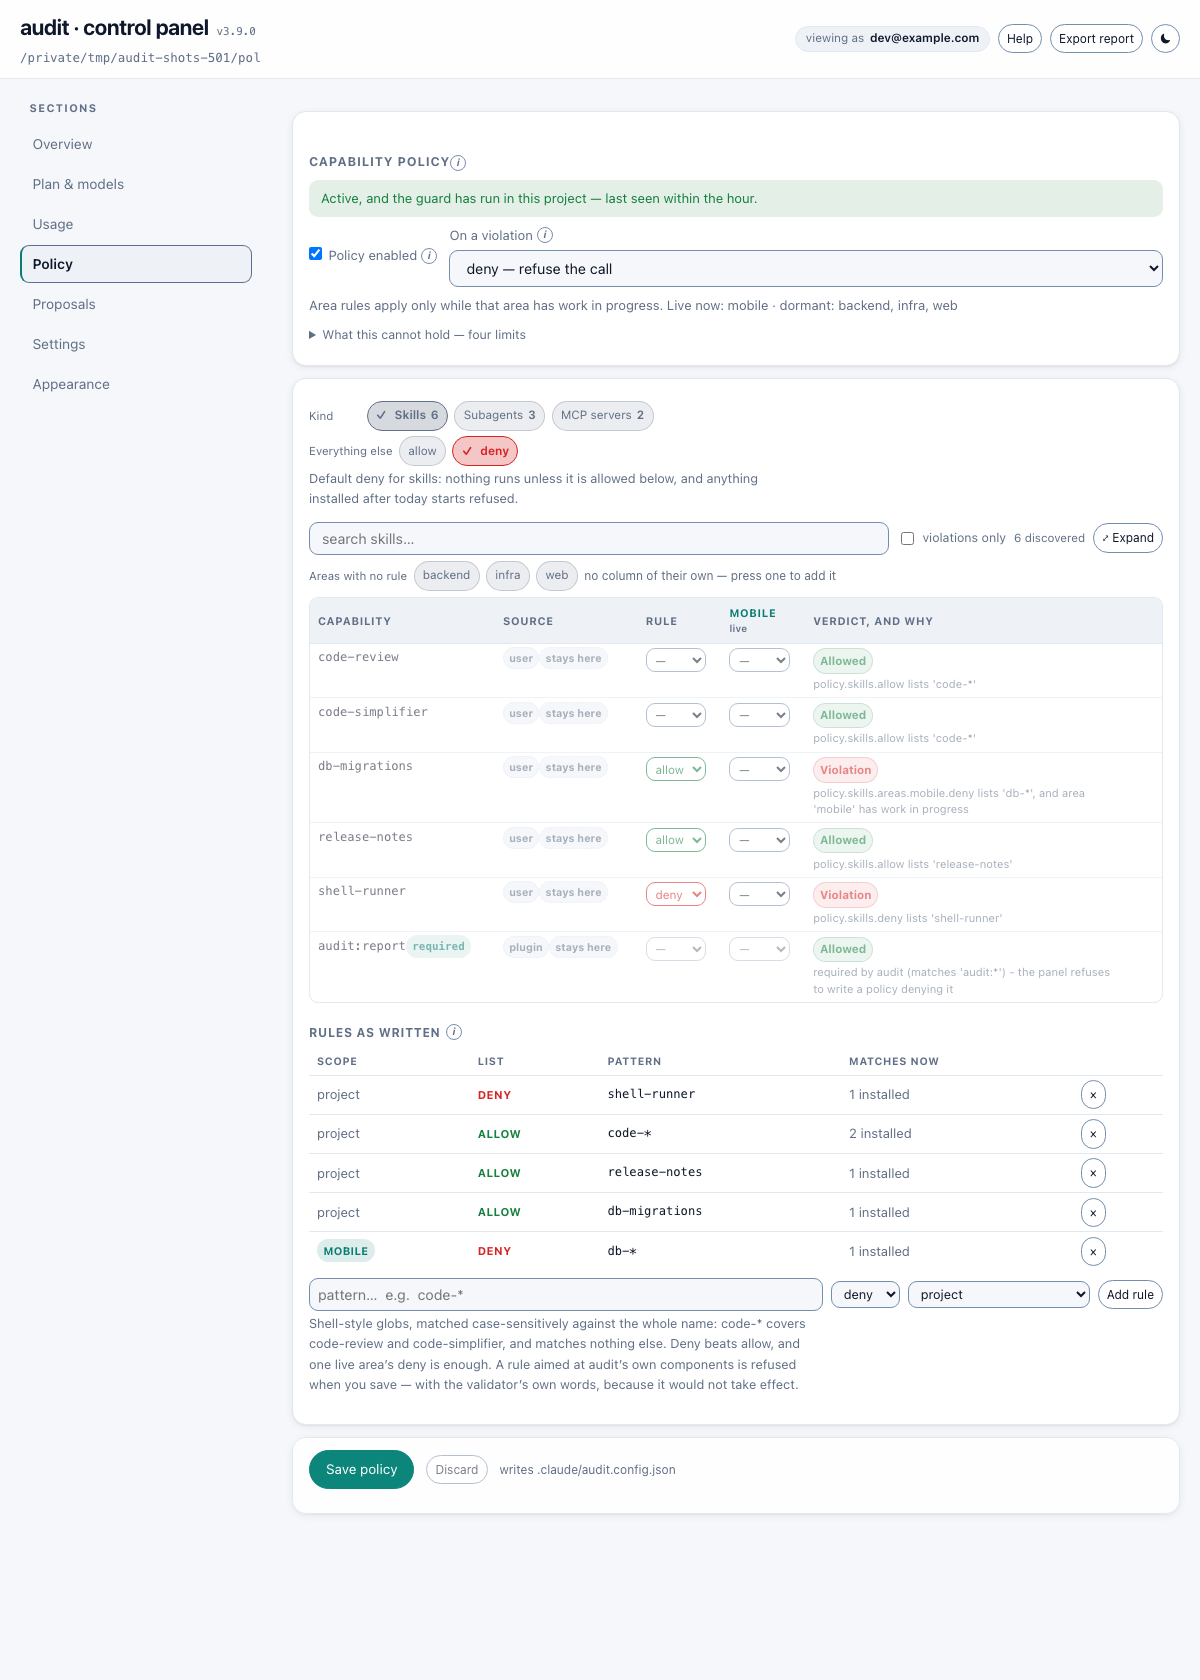 audit · control panel v3.9.0
/private/tmp/audit-shots-501/pol
viewing as dev@example.com
Help
Export report
SECTIONS
Overview
Plan & models
Usage
Policy
Proposals
Settings
Appearance
CAPABILITY POLICY i
Active, and the guard has run in this project — last seen within the hour.
Policy enabled i
On a violation i
deny — refuse the call
Area rules apply only while that area has work in progress. Live now: mobile · dormant: backend, infra, web
What this cannot hold — four limits
Kind ✓ Skills 6 Subagents 3 MCP servers 2
Everything else allow ✓ deny
Default deny for skills: nothing runs unless it is allowed below, and anything
installed after today starts refused.
search skills...
violations only 6 discovered Expand
Areas with no rule backend infra web no column of their own — press one to add it
CAPABILITY SOURCE RULE MOBILE live VERDICT, AND WHY
code-review user stays here — — Allowed
policy.skills.allow lists 'code-*'
code-simplifier user stays here — — Allowed
policy.skills.allow lists 'code-*'
db-migrations user stays here allow — Violation
policy.skills.areas.mobile.deny lists 'db-*', and area
'mobile' has work in progress
release-notes user stays here allow — Allowed
policy.skills.allow lists 'release-notes'
shell-runner user stays here deny — Violation
policy.skills.deny lists 'shell-runner'
audit:report required plugin stays here — — Allowed
required by audit (matches 'audit:*') - the panel refuses
to write a policy denying it
RULES AS WRITTEN i
SCOPE LIST PATTERN MATCHES NOW
project DENY shell-runner 1 installed ×
project ALLOW code-* 2 installed ×
project ALLOW release-notes 1 installed ×
project ALLOW db-migrations 1 installed ×
MOBILE DENY db-* 1 installed ×
pattern... e.g. code-* deny project Add rule
Shell-style globs, matched case-sensitively against the whole name: code-* covers
code-review and code-simplifier, and matches nothing else. Deny beats allow, and
one live area's deny is enough. A rule aimed at audit's own components is refused
when you save — with the validator's own words, because it would not take effect.
Save policy Discard writes .claude/audit.config.json